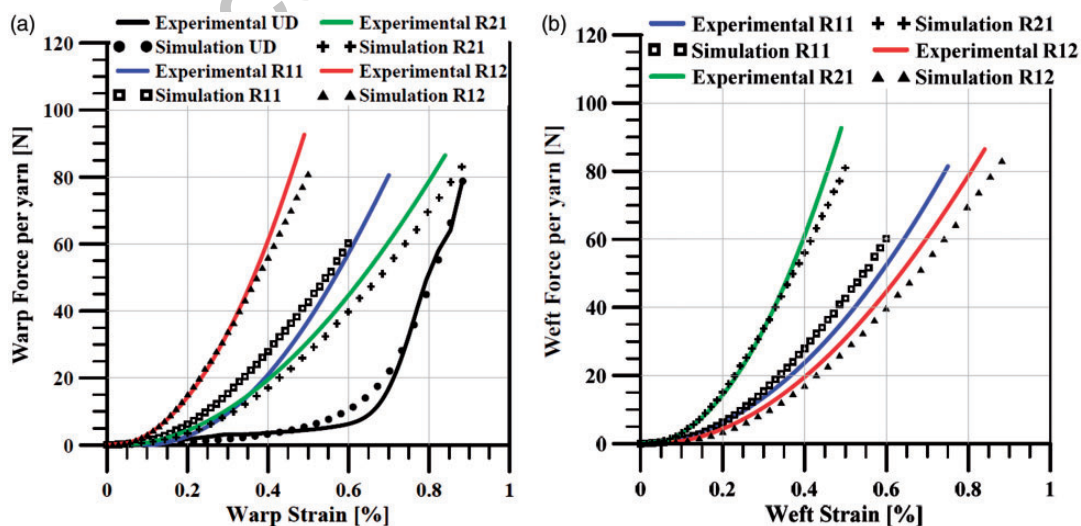 (a)
Experimental UD
Experimental R21
Simulation UD
Simulation R21
Experimental R11
Experimental R12
Simulation R11
Simulation R12
120
100
80
60
40
20
0
Warp Force per yarn [N]
0 0.2 0.4 0.6 0.8 1
Warp Strain [%]
(b)
Experimental R11
Simulation R21
Simulation R11
Experimental R12
Experimental R21
Simulation R12
120
100
80
60
40
20
0
Weft Force per yarn [N]
0 0.2 0.4 0.6 0.8 1
Weft Strain [%]